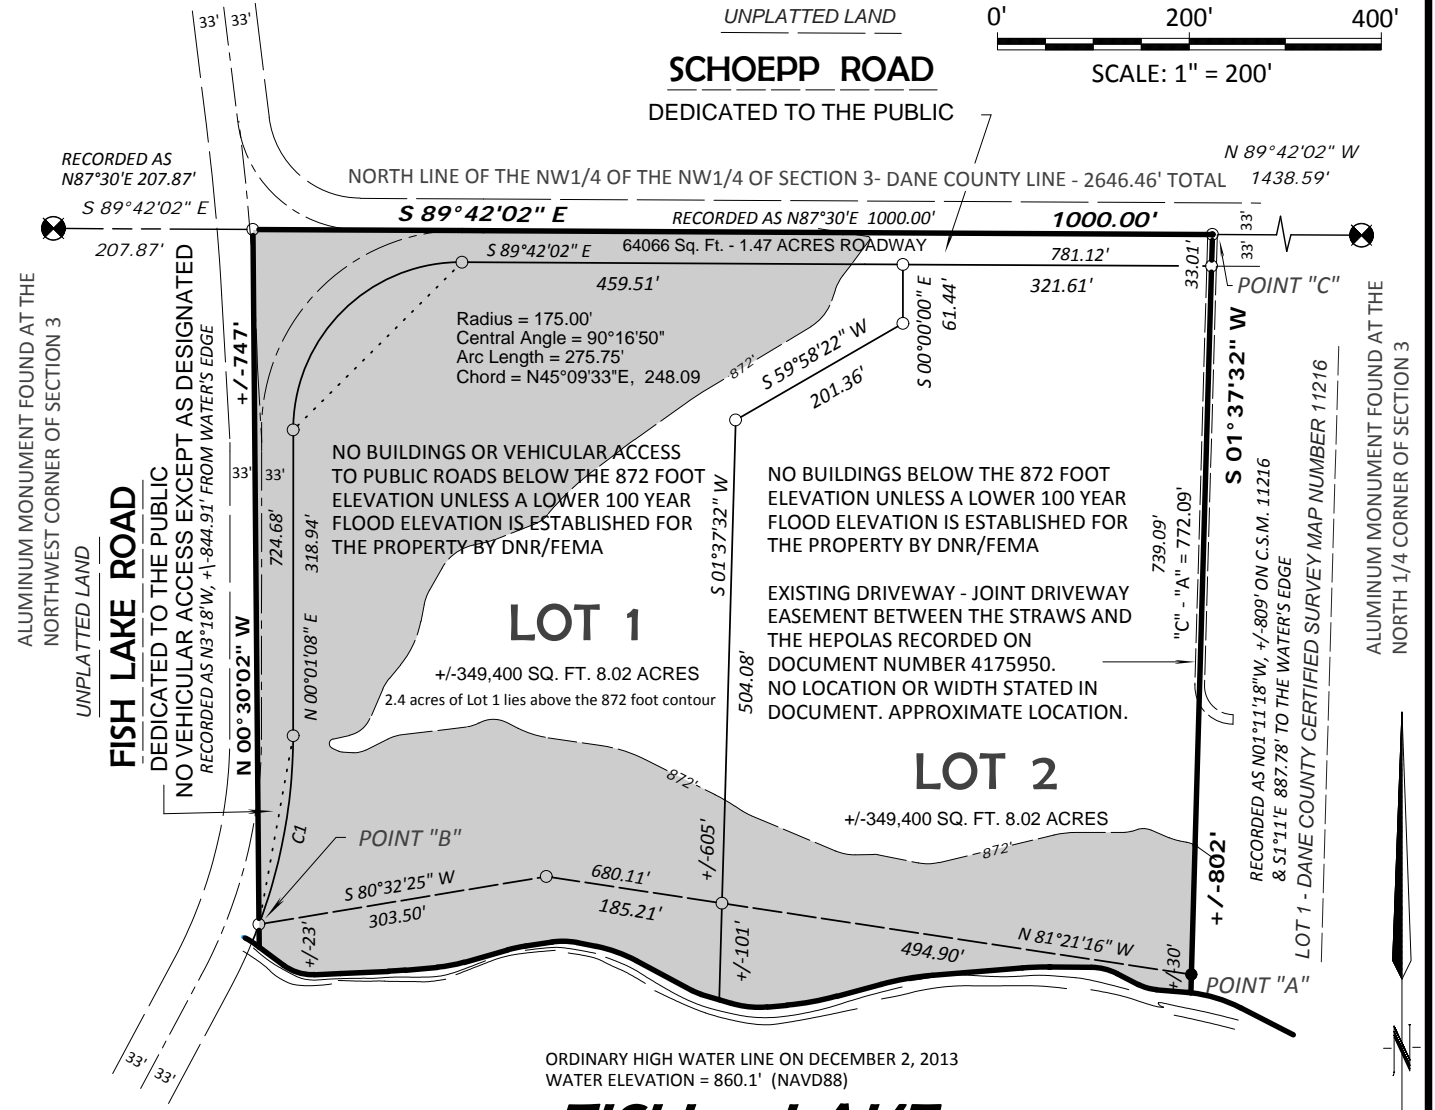 33' 33'
UNPLATTED LAND
0' 200' 400'
SCALE: 1" = 200'
SCHOEPP ROAD
DEDICATED TO THE PUBLIC
RECORDED AS
N87°30'E 207.87'
S 89°42'02" E
207.87'
NORTH LINE OF THE NW1/4 OF THE NW1/4 OF SECTION 3- DANE COUNTY LINE - 2646.46' TOTAL
N 89°42'02" W
1438.59'
S 89°42'02" E
RECORDED AS N87°30'E 1000.00'
1000.00'
33'
33'
S 89°42'02" E
64066 Sq. Ft. - 1.47 ACRES ROADWAY
781.12'
459.51'
321.61'
33.01'
POINT "C"
Radius = 175.00'
Central Angle = 90°16'50"
Arc Length = 275.75'
Chord = N45°09'33"E, 248.09
872'
S 59°58'22" W
201.36'
S 00°00'00" E
61.44'
ALUMINUM MONUMENT FOUND AT THE
NORTHWEST CORNER OF SECTION 3
UNPLATTED LAND
FISH LAKE ROAD
DEDICATED TO THE PUBLIC
NO VEHICULAR ACCESS EXCEPT AS DESIGNATED
RECORDED AS N3°18'W, +\-844.91' FROM WATER'S EDGE
N 00°30'02" W
+/-747'
33' 33'
724.68'
318.94'
N 00°01'08" E
NO BUILDINGS OR VEHICULAR ACCESS
TO PUBLIC ROADS BELOW THE 872 FOOT
ELEVATION UNLESS A LOWER 100 YEAR
FLOOD ELEVATION IS ESTABLISHED FOR
THE PROPERTY BY DNR/FEMA
LOT 1
+/-349,400 SQ. FT. 8.02 ACRES
2.4 acres of Lot 1 lies above the 872 foot contour
S 01°37'32" W
504.08'
NO BUILDINGS BELOW THE 872 FOOT
ELEVATION UNLESS A LOWER 100 YEAR
FLOOD ELEVATION IS ESTABLISHED FOR
THE PROPERTY BY DNR/FEMA
EXISTING DRIVEWAY - JOINT DRIVEWAY
EASEMENT BETWEEN THE STRAWS AND
THE HEPOLAS RECORDED ON
DOCUMENT NUMBER 4175950.
NO LOCATION OR WIDTH STATED IN
DOCUMENT. APPROXIMATE LOCATION.
LOT 2
+/-349,400 SQ. FT. 8.02 ACRES
739.09'
"C" - "A" = 772.09'
S 01°37'32" W
+/-802'
RECORDED AS N01°11'18"W, +/-809' ON C.S.M. 11216
& S1°11'E 887.78' TO THE WATER'S EDGE
LOT 1 - DANE COUNTY CERTIFIED SURVEY MAP NUMBER 11216
ALUMINUM MONUMENT FOUND AT THE
NORTH 1/4 CORNER OF SECTION 3
872'
872'
C1
POINT "B"
S 80°32'25" W
303.50'
680.11'
185.21'
+/-605'
+/-101'
+/-23'
494.90'
N 81°21'16" W
+/-30'
POINT "A"
33' 33'
N
ORDINARY HIGH WATER LINE ON DECEMBER 2, 2013
WATER ELEVATION = 860.1' (NAVD88)
FISH LAKE